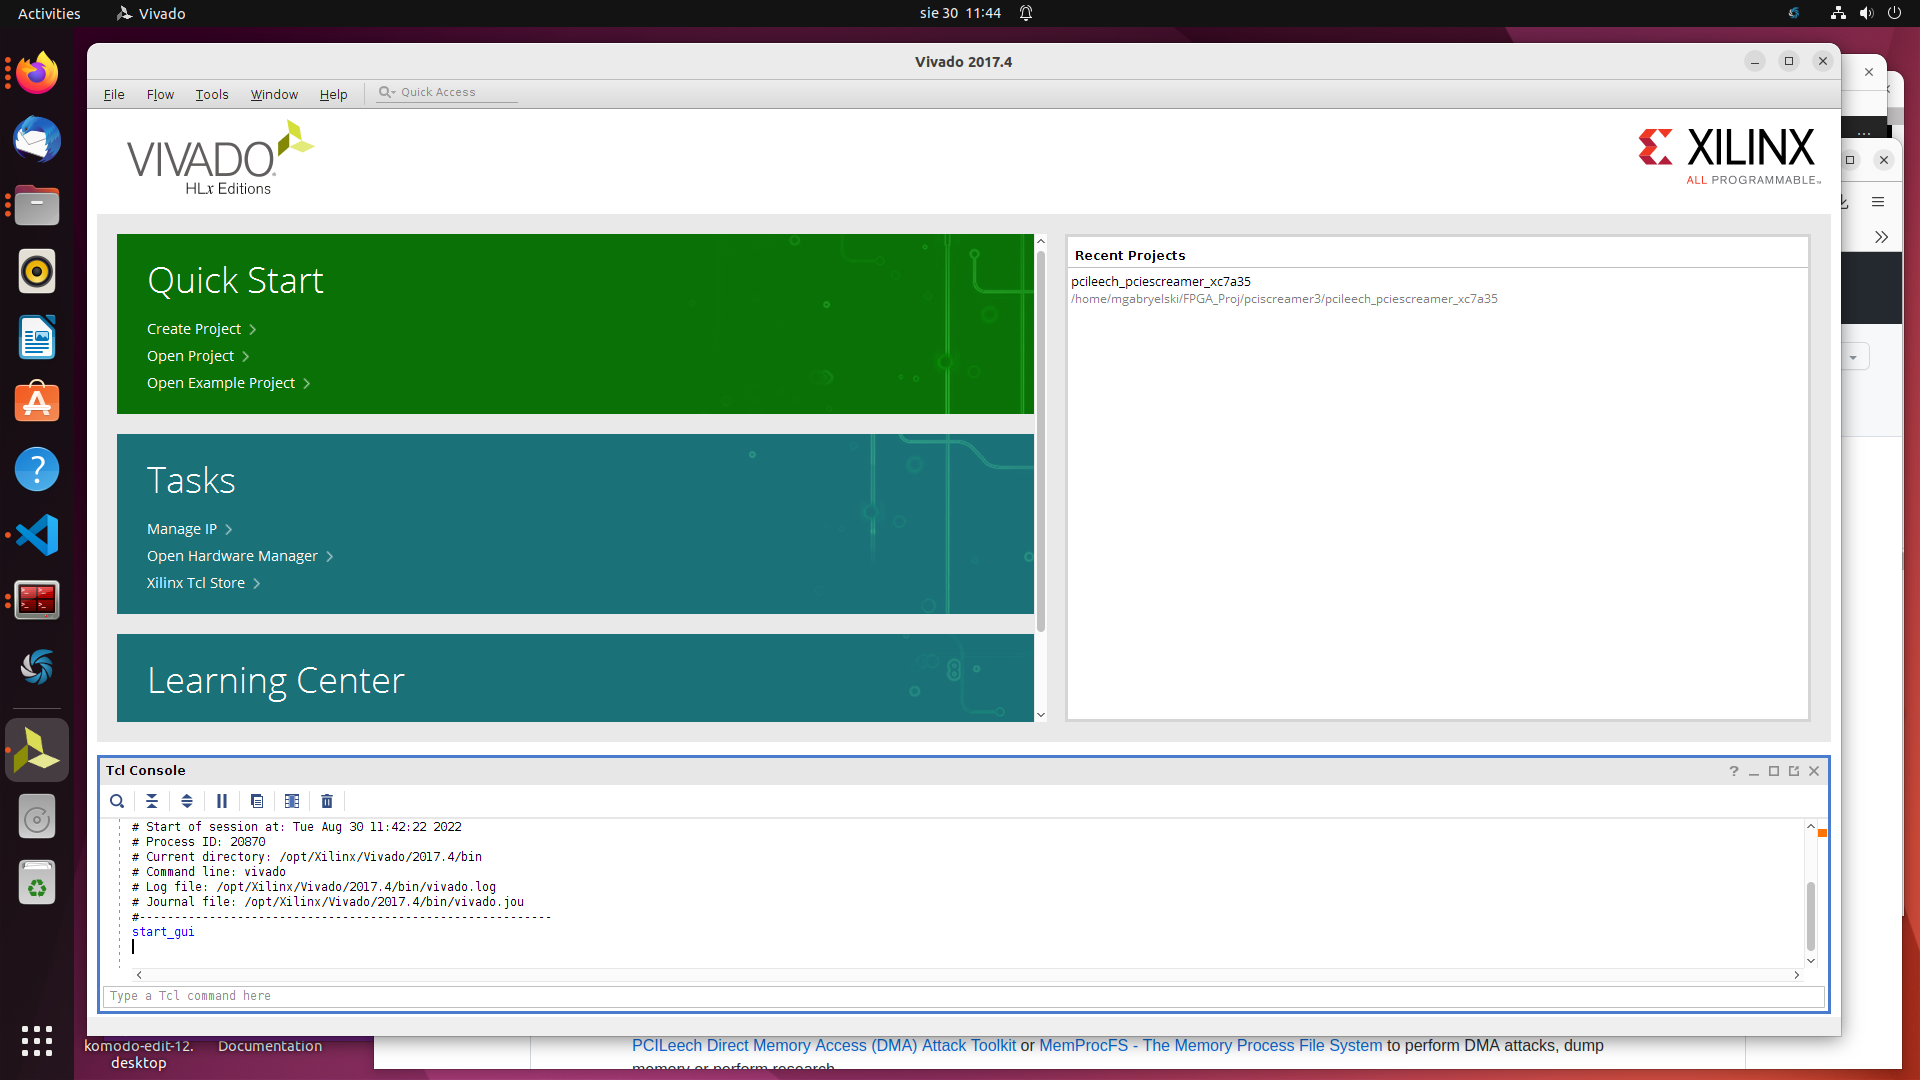 Activities
Vivado
sie 30 11:44
Vivado 2017.4
File Flow Tools Window Help
Quick Access
VIVADO
HLx Editions
XILINX
ALL PROGRAMMABLE
Quick Start
Create Project
Open Project
Open Example Project
Tasks
Manage IP
Open Hardware Manager
Xilinx Tcl Store
Learning Center
Recent Projects
pcileech_pciescreamer_xc7a35
/home/mgabryelski/FPGA_Proj/pciscreamer3/pcileech_pciescreamer_xc7a35
Tcl Console
# Start of session at: Tue Aug 30 11:42:22 2022
# Process ID: 20870
# Current directory: /opt/Xilinx/Vivado/2017.4/bin
# Command line: vivado
# Log file: /opt/Xilinx/Vivado/2017.4/bin/vivado.log
# Journal file: /opt/Xilinx/Vivado/2017.4/bin/vivado.jou
#-----------------------------------------------------------
start_gui
Type a Tcl command here
komodo-edit-12.
desktop
Documentation
PCILeech Direct Memory Access (DMA) Attack Toolkit or MemProcFS - The Memory Process File System to perform DMA attacks, dump
memory or perform research